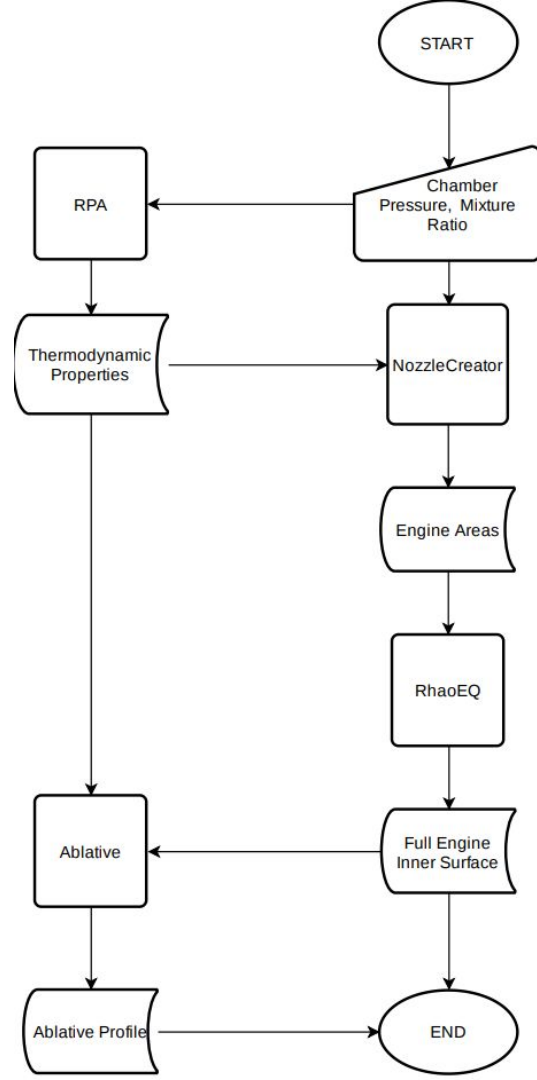 START
Chamber
Pressure, Mixture
Ratio
RPA
Thermodynamic
Properties
NozzleCreator
Engine Areas
RhaoEQ
Full Engine
Inner Surface
Ablative
Ablative Profile
END